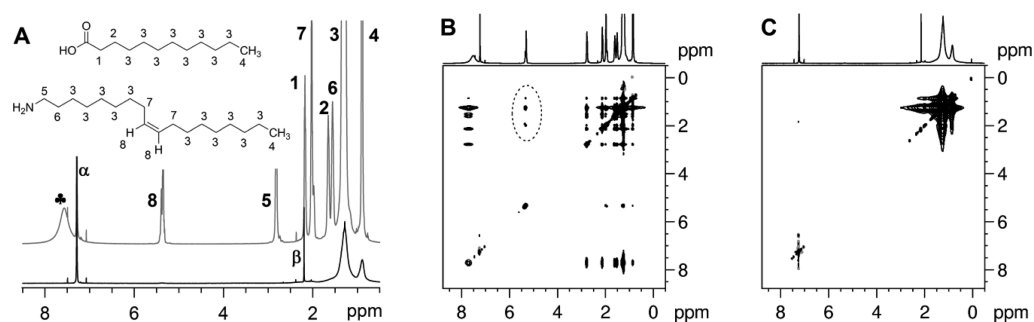 A
O
2 3 3 3 3
HO CH3
1 3 3 3 3 4
5 3 3 3
H2N 7
6 3 3
7 3 3 3
CH3
8 H 3 3 3 4
H
8
♣ α 8 5 β 1 7 2 6 3 4
8 6 4 2 ppm
B
ppm
0
2
4
6
8
8 6 4 2 0 ppm
C
ppm
0
2
4
6
8
8 6 4 2 0 ppm